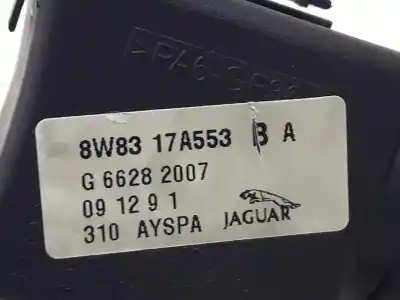 8W83 17A553 B A
G 6628 2007
09 12 9 1
310 AYSPA JAGUAR